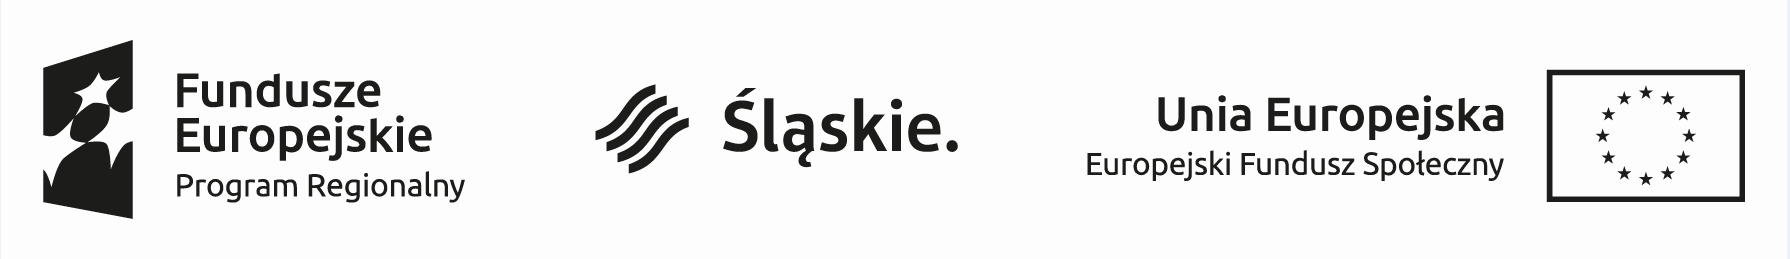 Fundusze
Europejskie
Program Regionalny
Śląskie.
Unia Europejska
Europejski Fundusz Społeczny